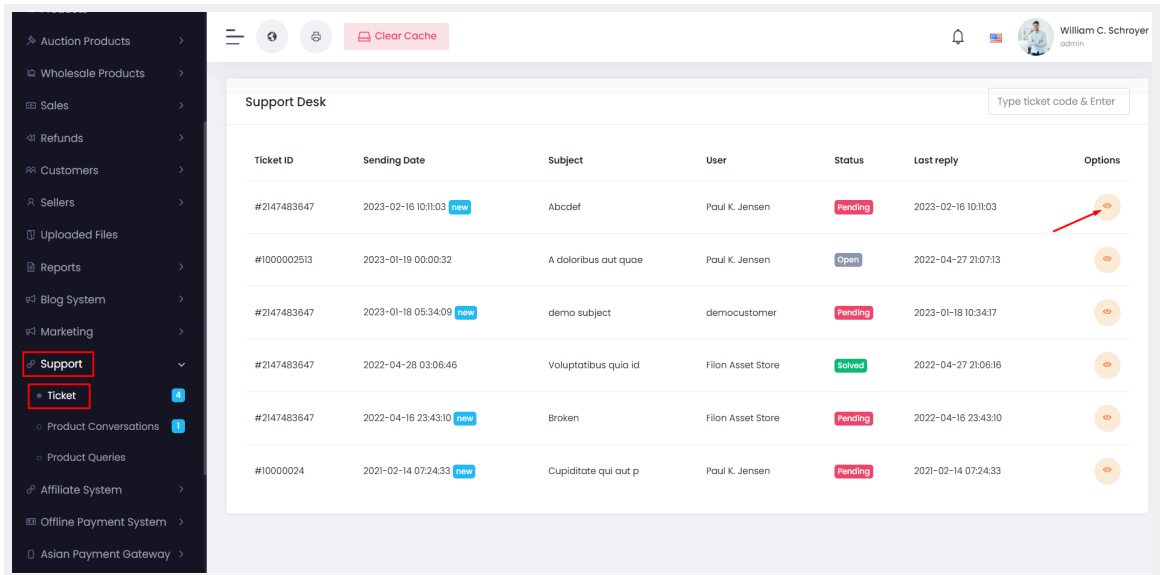 Auction Products
Wholesale Products
Sales
Refunds
Customers
Sellers
Uploaded Files
Reports
Blog System
Marketing
Support
Ticket 4
Product Conversations 1
Product Queries
Affiliate System
Offline Payment System
Asian Payment Gateway
Clear Cache
William C. Schroyer
admin
Support Desk
Type ticket code & Enter
Ticket ID Sending Date Subject User Status Last reply Options
#2147483647 2023-02-16 10:11:03 new Abcdef Paul K. Jensen Pending 2023-02-16 10:11:03
#1000002513 2023-01-19 00:00:32 A doloribus aut quae Paul K. Jensen Open 2022-04-27 21:07:13
#2147483647 2023-01-18 05:34:09 new demo subject democustomer Pending 2023-01-18 10:34:17
#2147483647 2022-04-28 03:06:46 Voluptatibus quia id Filon Asset Store Solved 2022-04-27 21:06:16
#2147483647 2022-04-16 23:43:10 new Broken Filon Asset Store Pending 2022-04-16 23:43:10
#10000024 2021-02-14 07:24:33 new Cupiditate qui aut p Paul K. Jensen Pending 2021-02-14 07:24:33